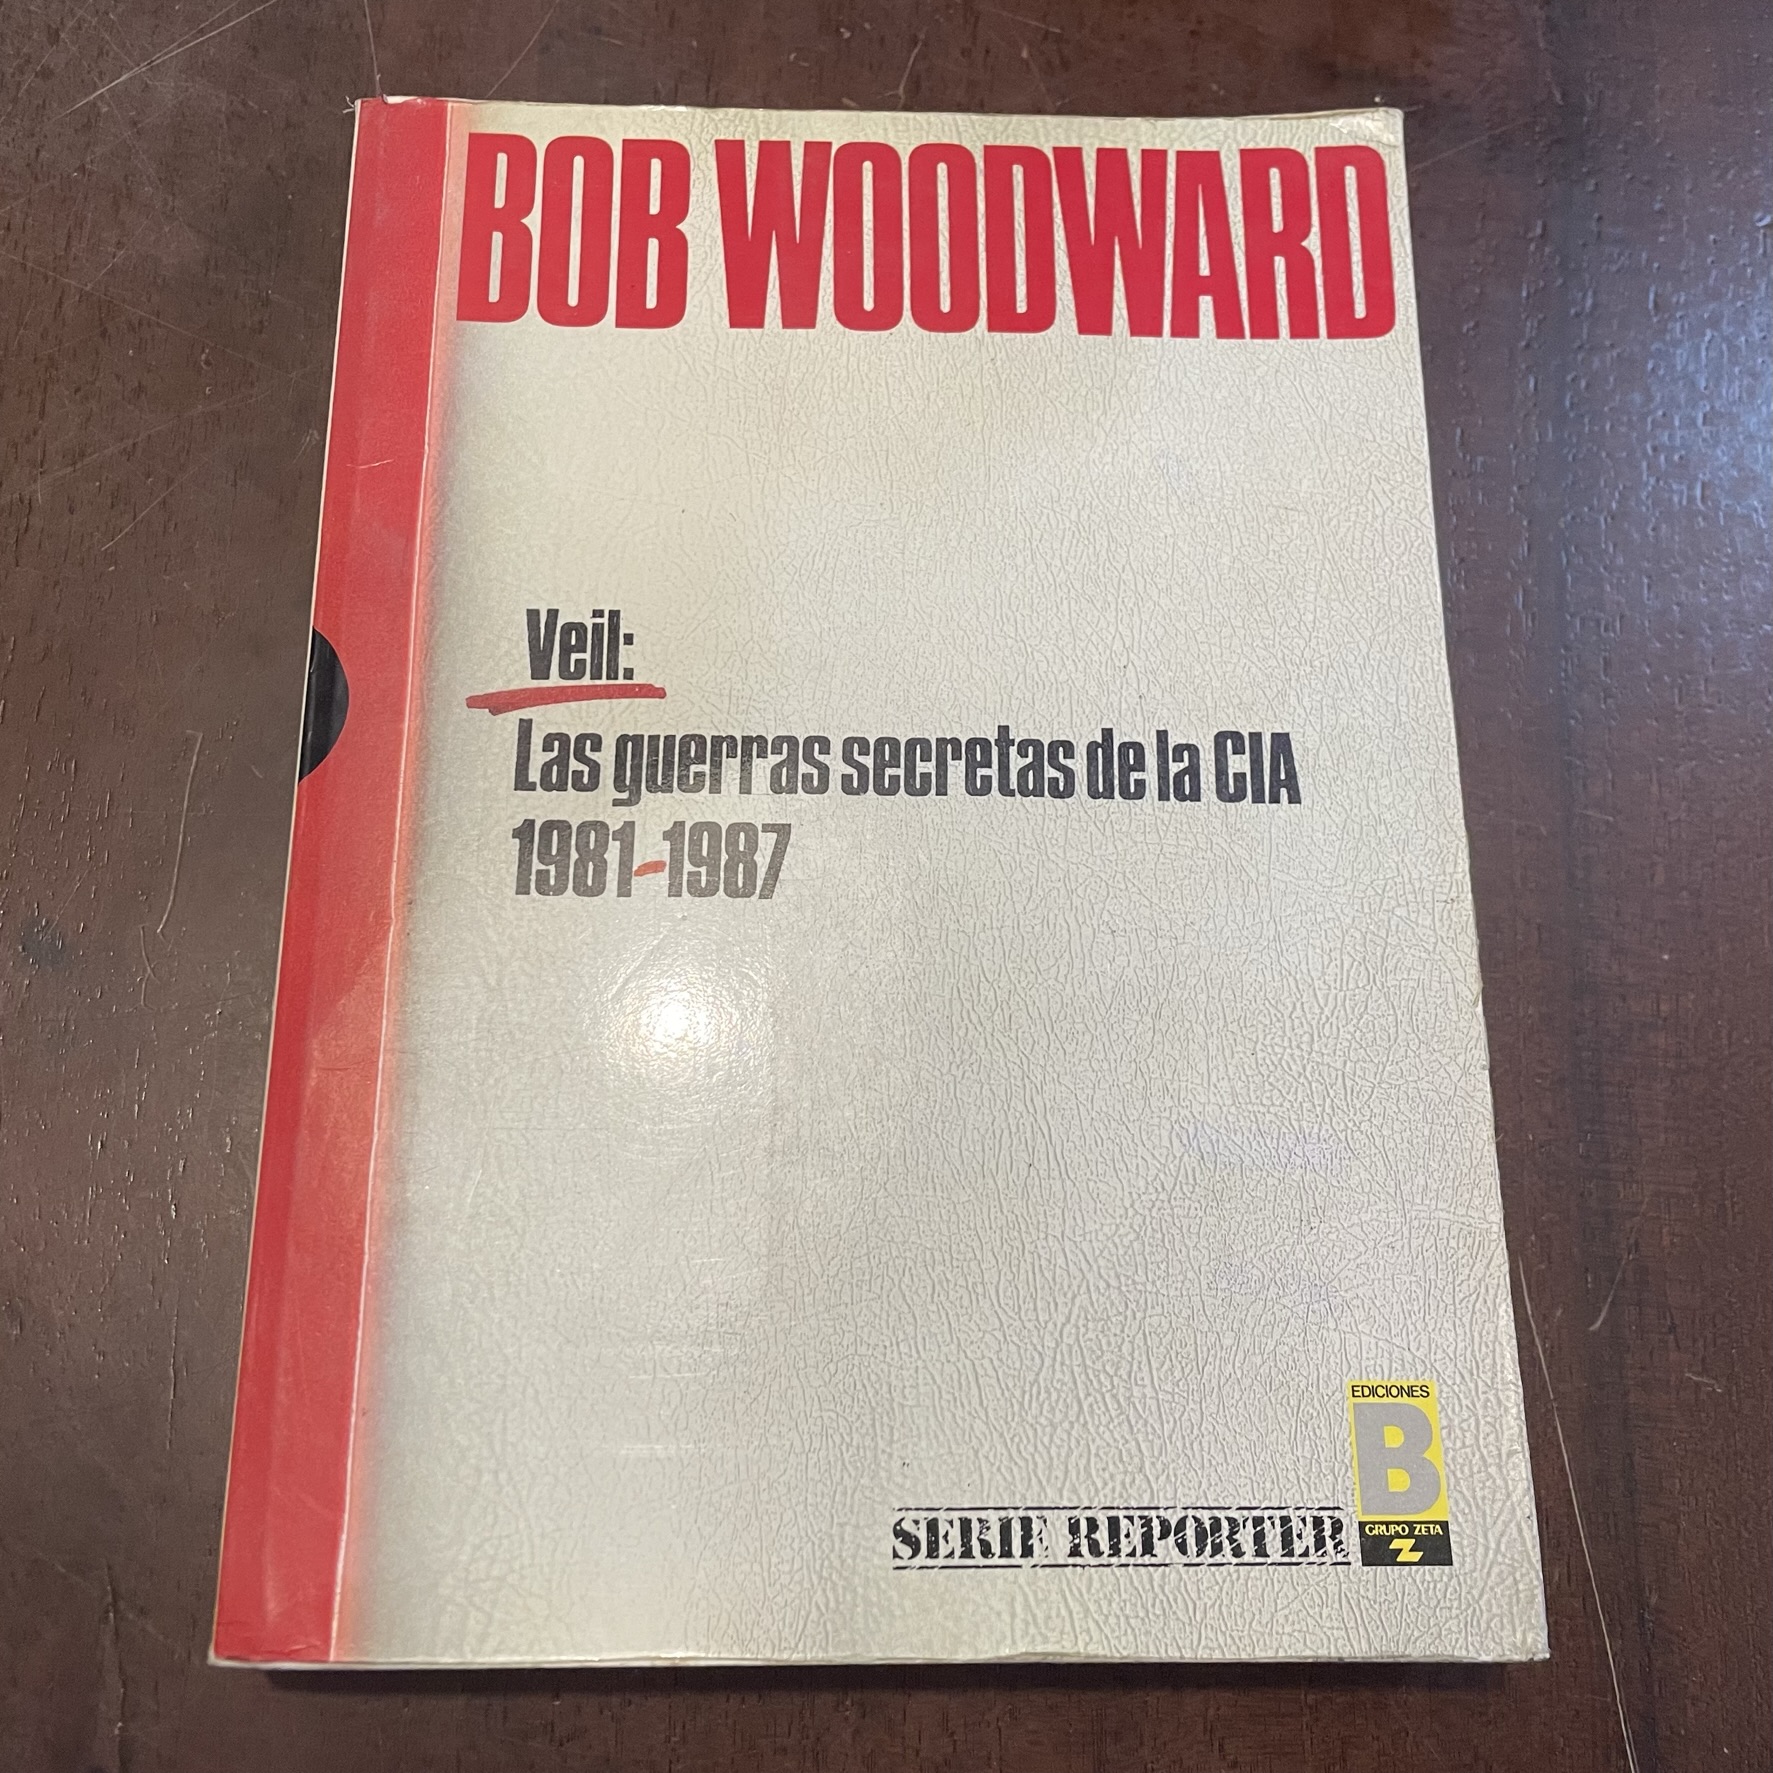 BOB WOODWARD
Veil:
Las guerras secretas de la CIA
1981-1987
EDICIONES
B
GRUPO ZETA
Z
SERIE REPORTER